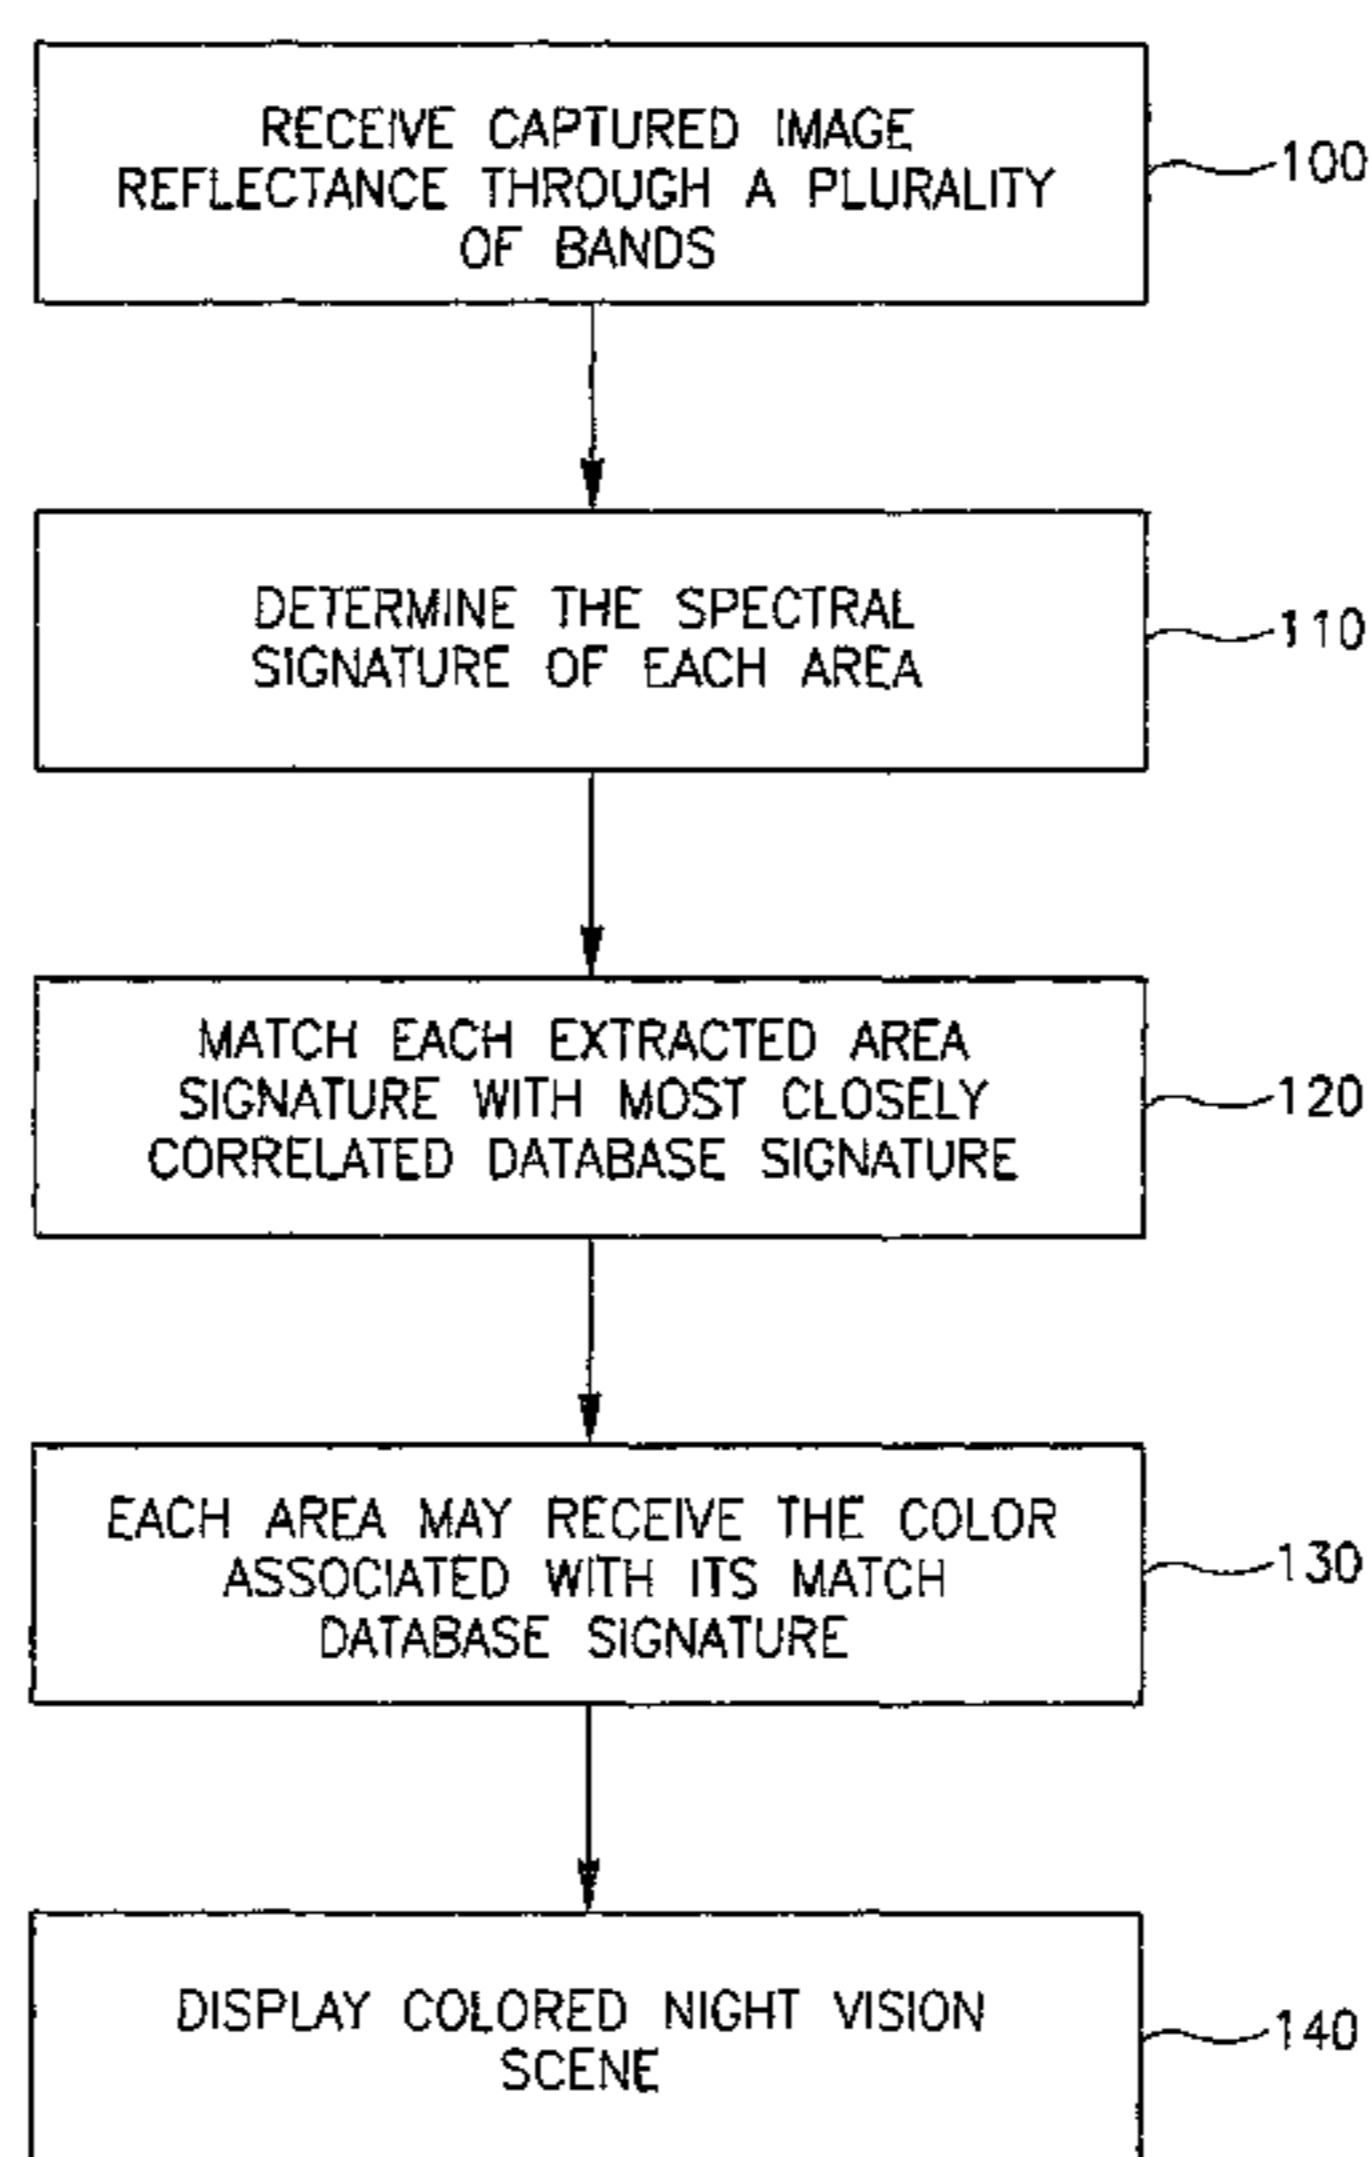 RECEIVE CAPTURED IMAGE
REFLECTANCE THROUGH A PLURALITY
OF BANDS
100
DETERMINE THE SPECTRAL
SIGNATURE OF EACH AREA
110
MATCH EACH EXTRACTED AREA
SIGNATURE WITH MOST CLOSELY
CORRELATED DATABASE SIGNATURE
120
EACH AREA MAY RECEIVE THE COLOR
ASSOCIATED WITH ITS MATCH
DATABASE SIGNATURE
130
DISPLAY COLORED NIGHT VISION
SCENE
140